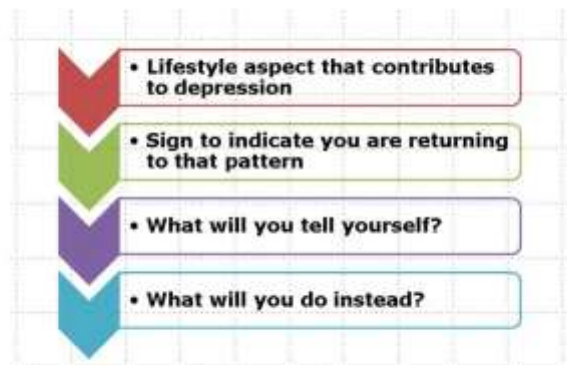 • Lifestyle aspect that contributes
to depression
• Sign to indicate you are returning
to that pattern
• What will you tell yourself?
• What will you do instead?